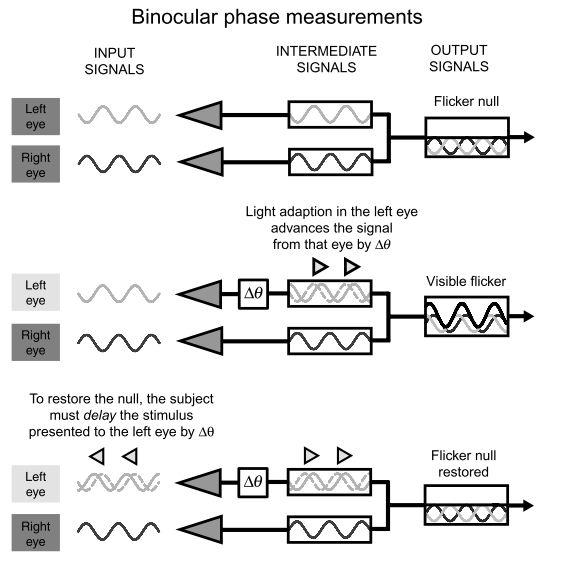 Binocular phase measurements
INPUT
SIGNALS
INTERMEDIATE
SIGNALS
OUTPUT
SIGNALS
Left
eye
Flicker null
Right
eye
Light adaption in the left eye
advances the signal
from that eye by Δθ
Left
eye
Δθ
Visible flicker
Right
eye
To restore the null, the subject
must delay the stimulus
presented to the left eye by Δθ
Left
eye
Δθ
Flicker null
restored
Right
eye